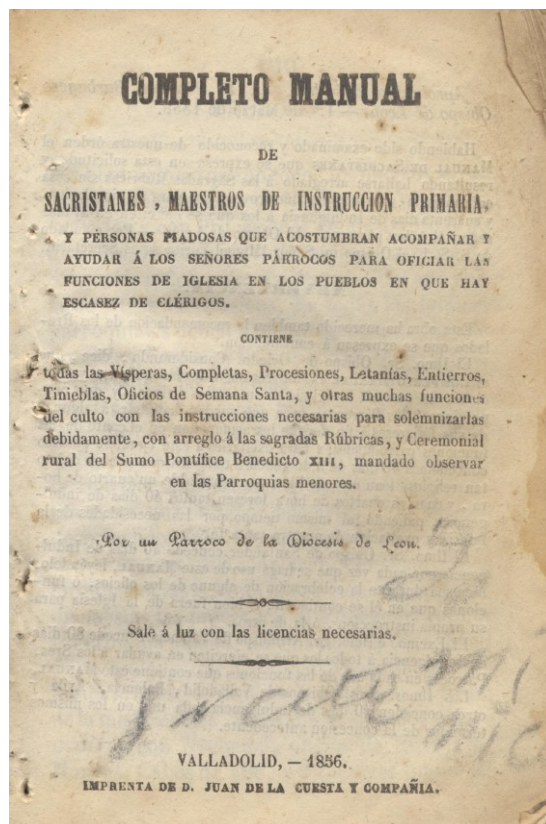 COMPLETO MANUAL
DE
SACRISTANES, MAESTROS DE INSTRUCCION PRIMARIA,
Y PERSONAS PIADOSAS QUE ACOSTUMBRAN ACOMPAÑAR Y
AYUDAR Á LOS SEÑORES PÁRROCOS PARA OFICIAR LAS
FUNCIONES DE IGLESIA EN LOS PUEBLOS EN QUE HAY
ESCASEZ DE CLÉRIGOS.
CONTIENE
todas las Vísperas, Completas, Procesiones, Letanías, Entierros,
Tinieblas, Oficios de Semana Santa, y otras muchas funciones
del culto con las instrucciones necesarias para solemnizarlas
debidamente, con arreglo á las sagradas Rúbricas, y Ceremonial
rural del Sumo Pontífice Benedicto XIII, mandado observar
en las Parroquias menores.
Por un Párroco de la Diócesis de Leon.
Sale á luz con las licencias necesarias.
VALLADOLID, — 1856.
IMPRENTA DE D. JUAN DE LA CUESTA Y COMPAÑIA.